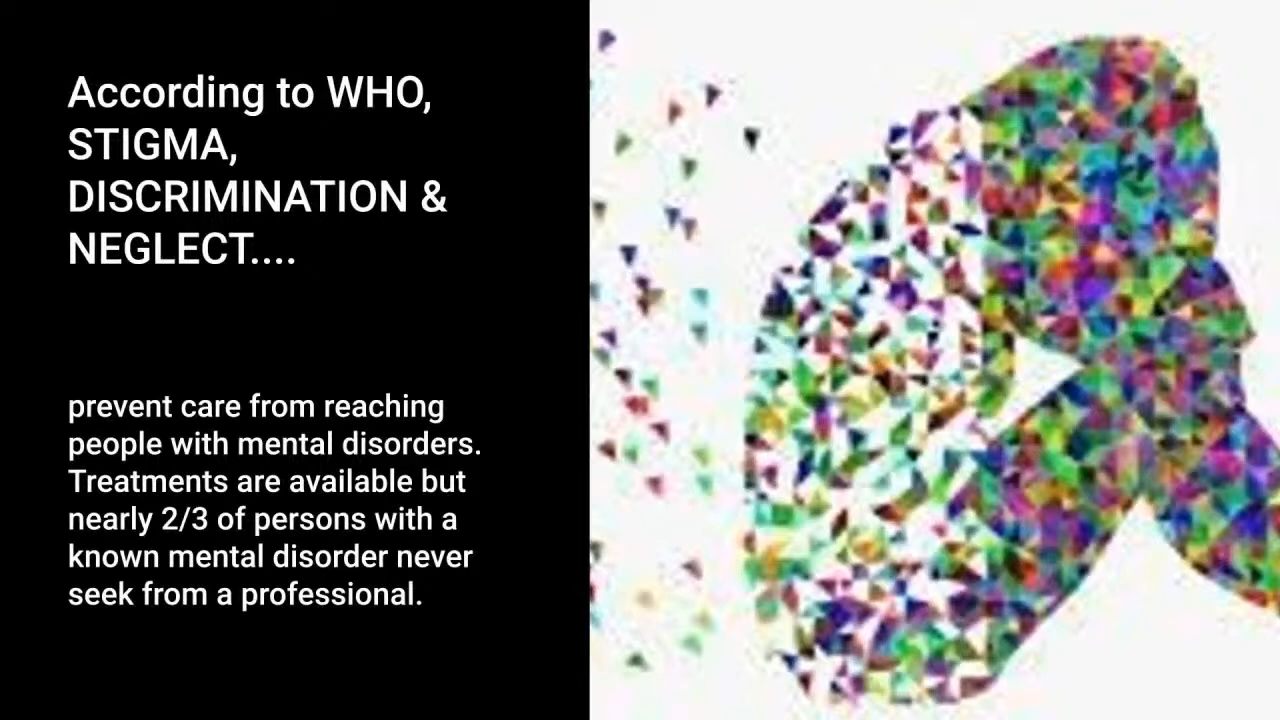 According to WHO,
STIGMA,
DISCRIMINATION &
NEGLECT....
prevent care from reaching
people with mental disorders.
Treatments are available but
nearly 2/3 of persons with a
known mental disorder never
seek from a professional.